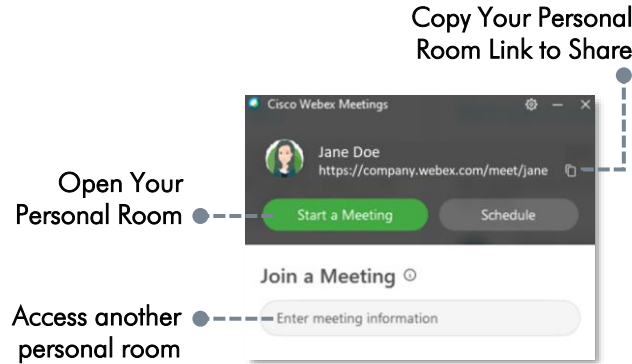 Copy Your Personal
Room Link to Share
Cisco Webex Meetings
Jane Doe
https://company.webex.com/meet/jane
Open Your
Personal Room
Start a Meeting
Schedule
Join a Meeting
Access another
personal room
Enter meeting information